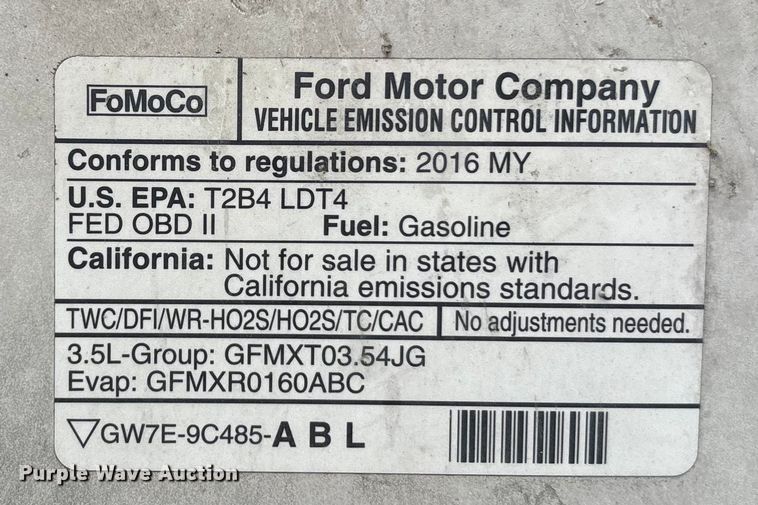 FoMoCo
Ford Motor Company
VEHICLE EMISSION CONTROL INFORMATION
Conforms to regulations: 2016 MY
U.S. EPA: T2B4 LDT4
FED OBD II Fuel: Gasoline
California: Not for sale in states with
California emissions standards.
TWC/DFI/WR-HO2S/HO2S/TC/CAC No adjustments needed.
3.5L-Group: GFMXT03.54JG
Evap: GFMXR0160ABC
▽GW7E-9C485-A B L
Purple Wave Auction